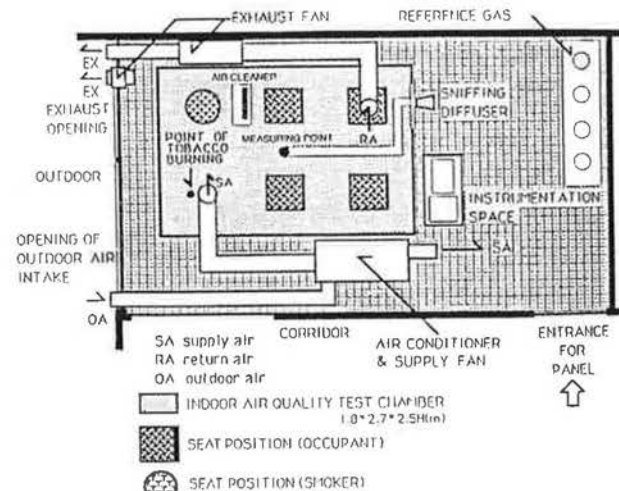 EXHAUST FAN
REFERENCE GAS
EX
EX
EXHAUST
OPENING
AIR CLEANER
SNIFFING
DIFFUSER
POINT OF
TOBACCO
BURNING
MEASURING POINT
RA
OUTDOOR
SA
INSTRUMENTATION
SPACE
SA
OPENING OF
OUTDOOR AIR
INTAKE
OA
CORRIDOR
AIR CONDITIONER
& SUPPLY FAN
ENTRANCE
FOR
PANEL
SA supply air
RA return air
OA outdoor air
INDOOR AIR QUALITY TEST CHAMBER
SEAT POSITION (OCCUPANT)
SEAT POSITION (SMOKER)